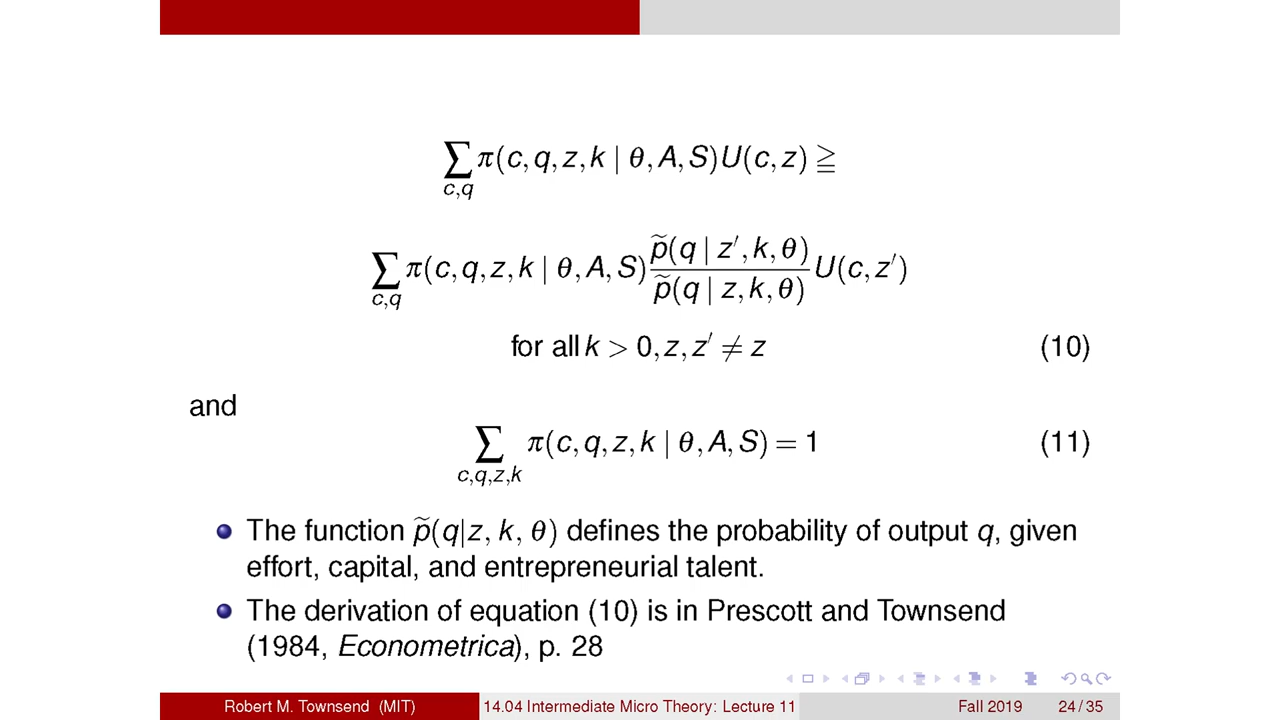 ∑ π(c, q, z, k | θ, A, S)U(c, z) ≧
c,q
∑ π(c, q, z, k | θ, A, S) p̃(q | z′, k, θ) / p̃(q | z, k, θ) U(c, z′)
c,q
for all k > 0, z, z′ ≠ z (10)
and
∑ π(c, q, z, k | θ, A, S) = 1 (11)
c,q,z,k
The function p̃(q|z, k, θ) defines the probability of output q, given
effort, capital, and entrepreneurial talent.
The derivation of equation (10) is in Prescott and Townsend
(1984, Econometrica), p. 28
Robert M. Townsend (MIT) 14.04 Intermediate Micro Theory: Lecture 11 Fall 2019 24 / 35